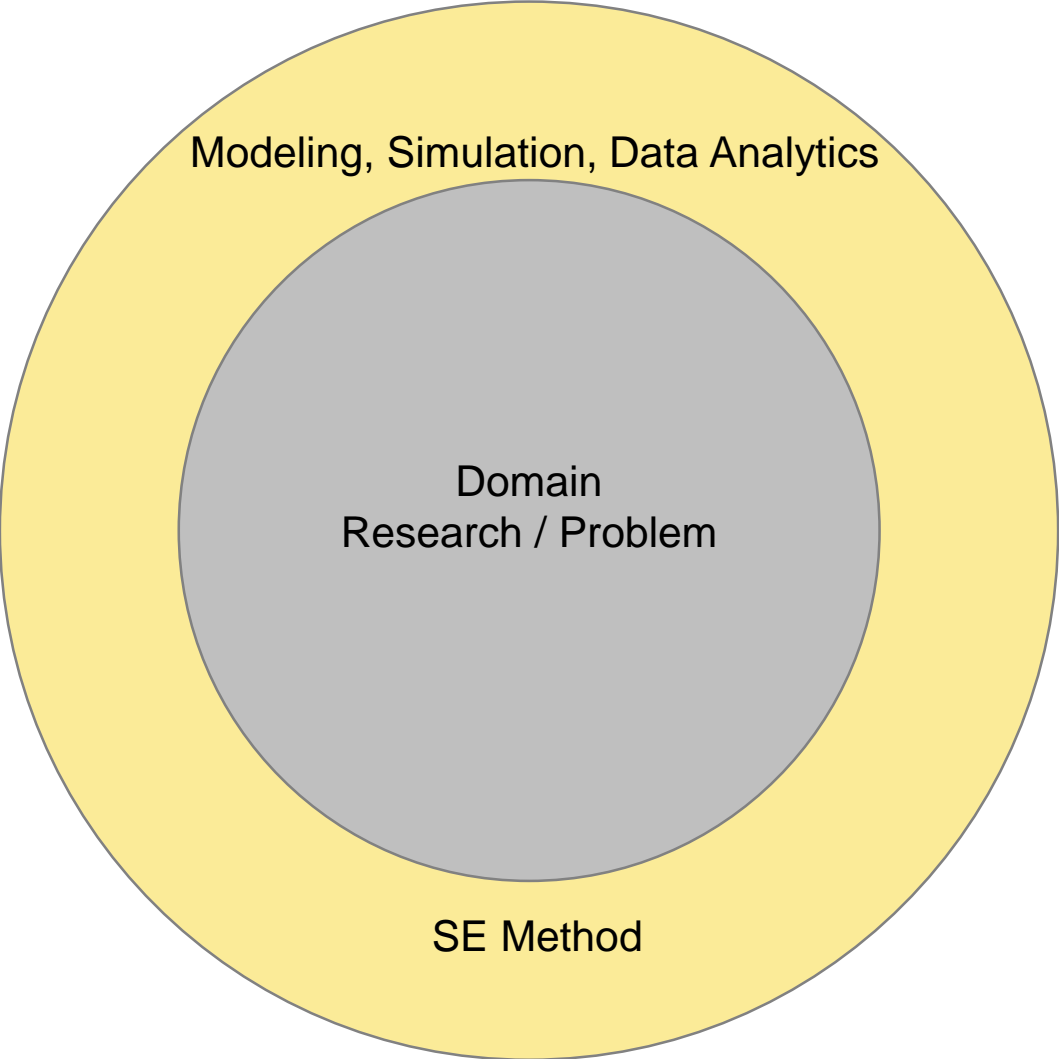 Modeling, Simulation, Data Analytics
Domain
Research / Problem
SE Method